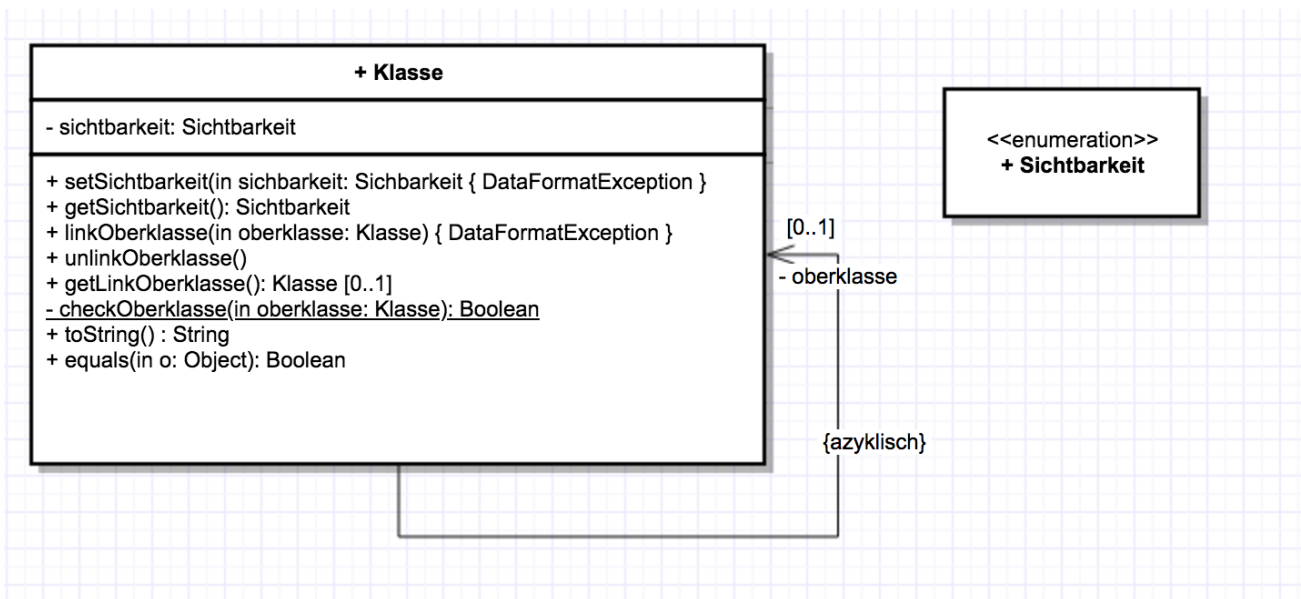 + Klasse
- sichtbarkeit: Sichtbarkeit
+ setSichtbarkeit(in sichbarkeit: Sichbarkeit { DataFormatException }
+ getSichtbarkeit(): Sichtbarkeit
+ linkOberklasse(in oberklasse: Klasse) { DataFormatException }
+ unlinkOberklasse()
+ getLinkOberklasse(): Klasse [0..1]
- checkOberklasse(in oberklasse: Klasse): Boolean
+ toString() : String
+ equals(in o: Object): Boolean
[0..1]
- oberklasse
{azyklisch}
<<enumeration>>
+ Sichtbarkeit